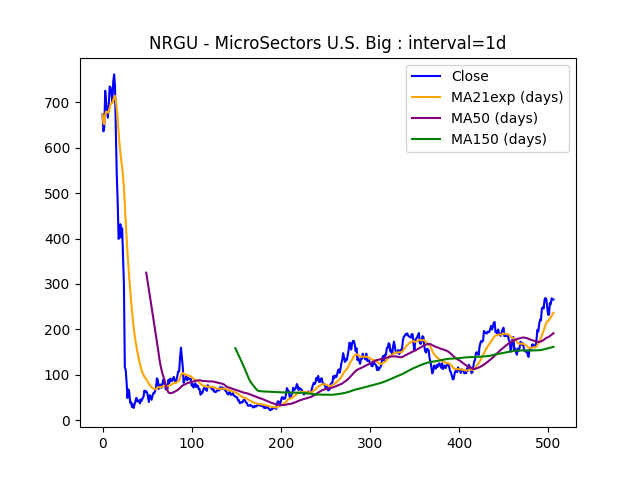 NRGU - MicroSectors U.S. Big : interval=1d
Close
MA21exp (days)
MA50 (days)
MA150 (days)
700
600
500
400
300
200
100
0
0 100 200 300 400 500